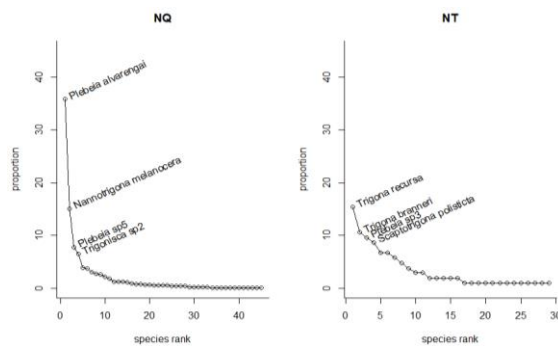 NQ
proportion
40
30
20
10
0
Plebeia alvarengai
Nannotrigona melanocera
Plebeia sp5
Trigonisca sp2
0 10 20 30 40
species rank
NT
proportion
40
30
20
10
0
Trigona recursa
Trigona branneri
Plebeia sp3
Scaptotrigona polisticta
0 5 10 15 20 25 30
species rank